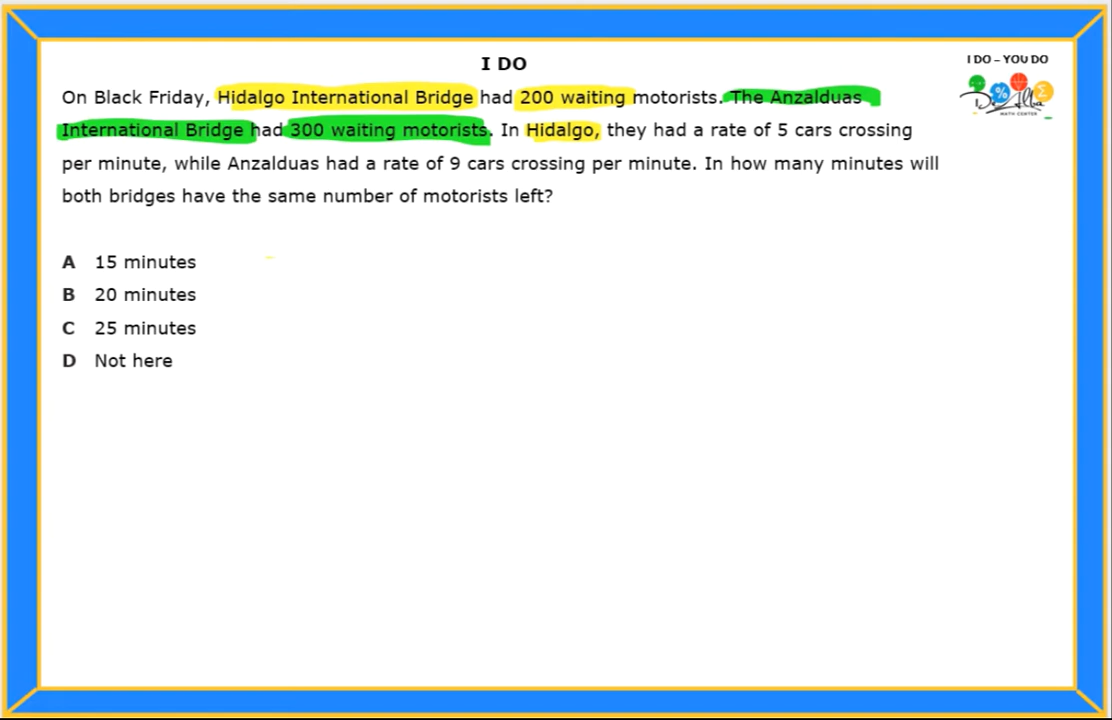 I DO
I DO – YOU DO
On Black Friday, Hidalgo International Bridge had 200 waiting motorists. The Anzalduas
International Bridge had 300 waiting motorists. In Hidalgo, they had a rate of 5 cars crossing
per minute, while Anzalduas had a rate of 9 cars crossing per minute. In how many minutes will
both bridges have the same number of motorists left?
A 15 minutes
B 20 minutes
C 25 minutes
D Not here
%
Σ
MATH CENTER